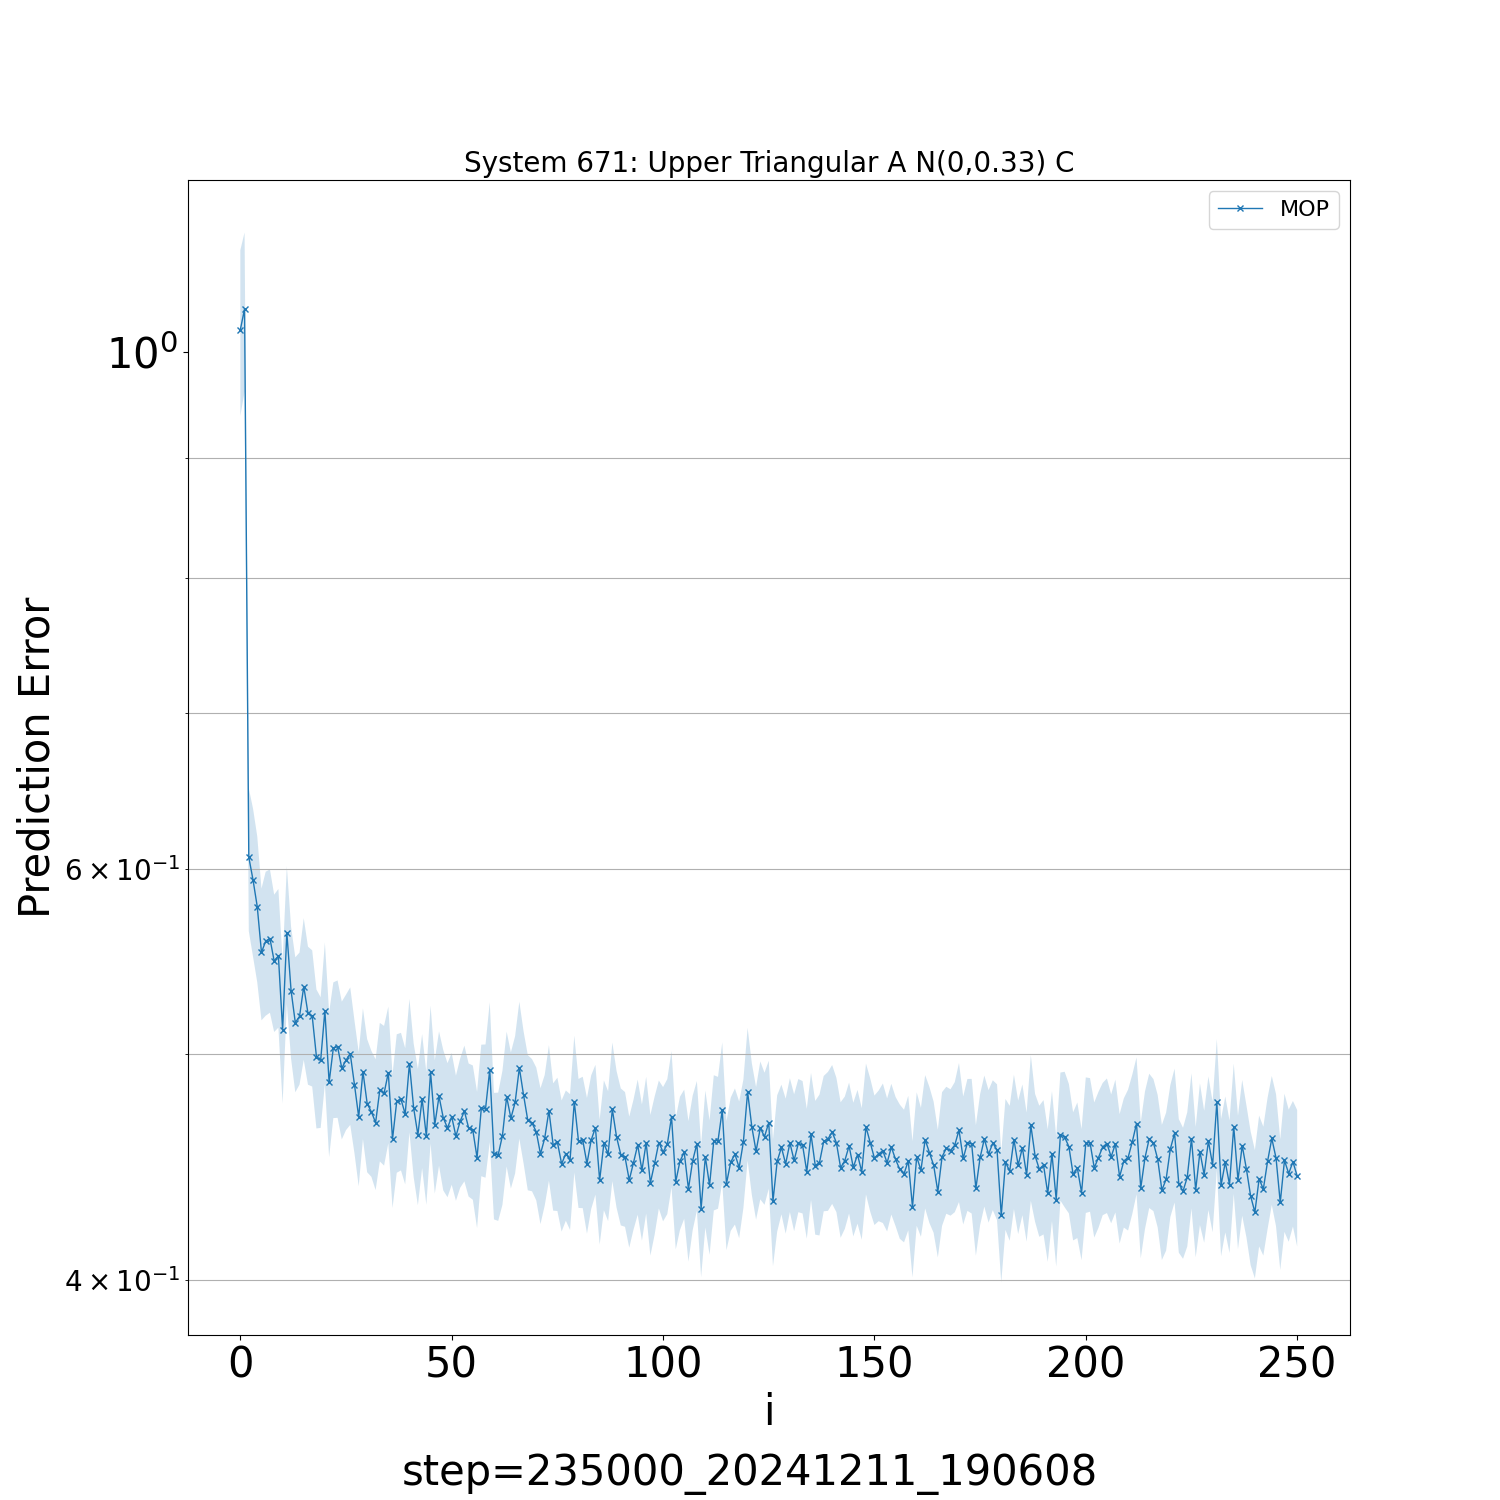 System 671: Upper Triangular A N(0,0.33) C
MOP
10⁰
6 × 10⁻¹
4 × 10⁻¹
Prediction Error
0 50 100 150 200 250
i
step=235000_20241211_190608